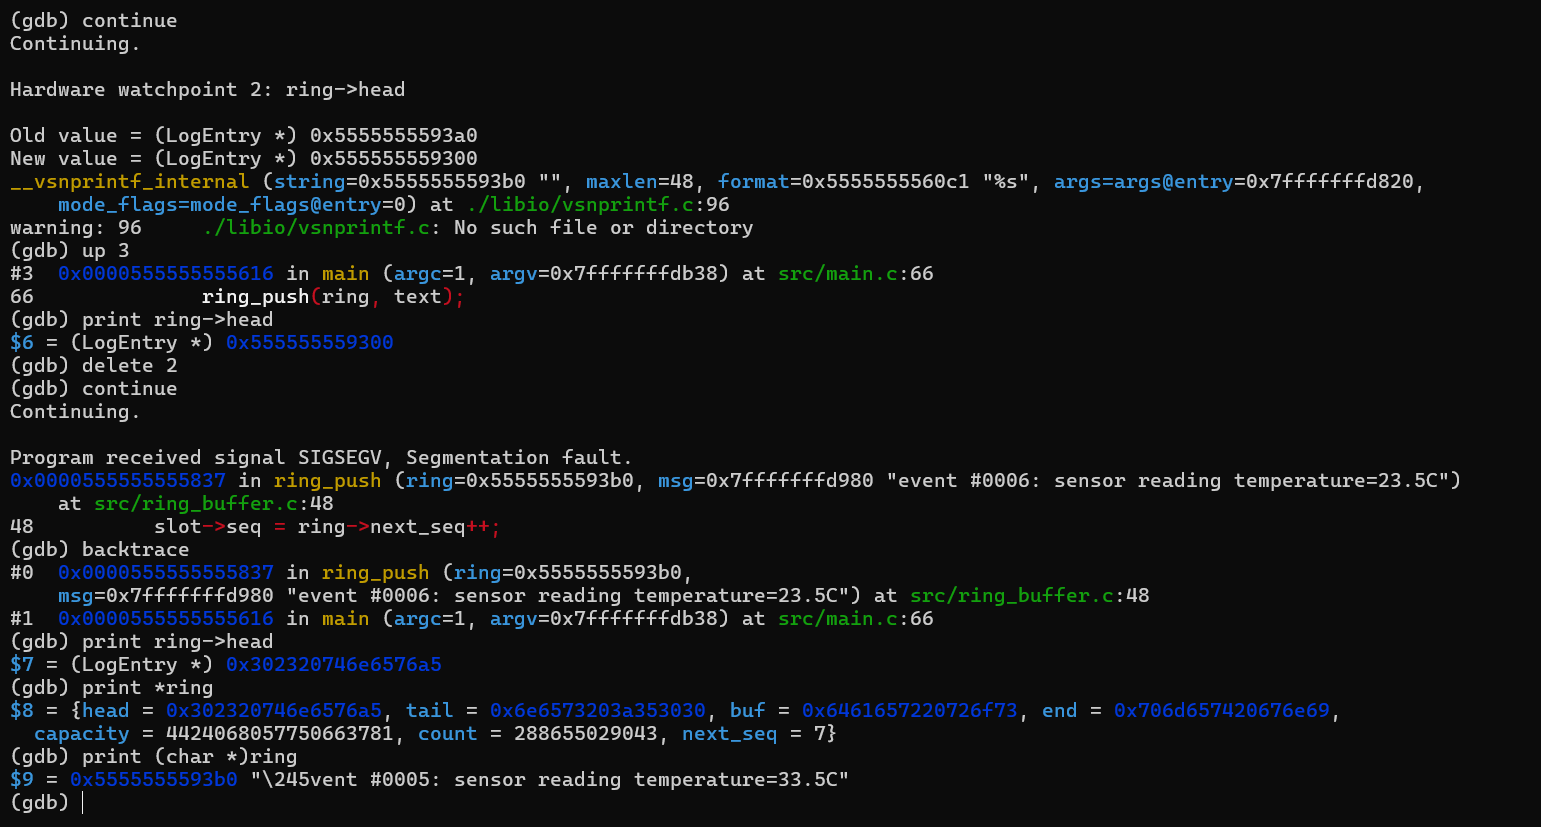 (gdb) continue
Continuing.
Hardware watchpoint 2: ring->head
Old value = (LogEntry *) 0x5555555593a0
New value = (LogEntry *) 0x555555559300
__vsnprintf_internal (string=0x5555555593b0 "", maxlen=48, format=0x5555555560c1 "%s", args=args@entry=0x7fffffffd820,
    mode_flags=mode_flags@entry=0) at ./libio/vsnprintf.c:96
warning: 96     ./libio/vsnprintf.c: No such file or directory
(gdb) up 3
#3  0x0000555555555616 in main (argc=1, argv=0x7fffffffdb38) at src/main.c:66
66              ring_push(ring, text);
(gdb) print ring->head
$6 = (LogEntry *) 0x555555559300
(gdb) delete 2
(gdb) continue
Continuing.
Program received signal SIGSEGV, Segmentation fault.
0x0000555555555837 in ring_push (ring=0x5555555593b0, msg=0x7fffffffd980 "event #0006: sensor reading temperature=23.5C")
    at src/ring_buffer.c:48
48          slot->seq = ring->next_seq++;
(gdb) backtrace
#0  0x0000555555555837 in ring_push (ring=0x5555555593b0,
    msg=0x7fffffffd980 "event #0006: sensor reading temperature=23.5C") at src/ring_buffer.c:48
#1  0x0000555555555616 in main (argc=1, argv=0x7fffffffdb38) at src/main.c:66
(gdb) print ring->head
$7 = (LogEntry *) 0x302320746e6576a5
(gdb) print *ring
$8 = {head = 0x302320746e6576a5, tail = 0x6e6573203a353030, buf = 0x6461657220726f73, end = 0x706d657420676e69,
  capacity = 4424068057750663781, count = 288655029043, next_seq = 7}
(gdb) print (char *)ring
$9 = 0x5555555593b0 "\245vent #0005: sensor reading temperature=33.5C"
(gdb)